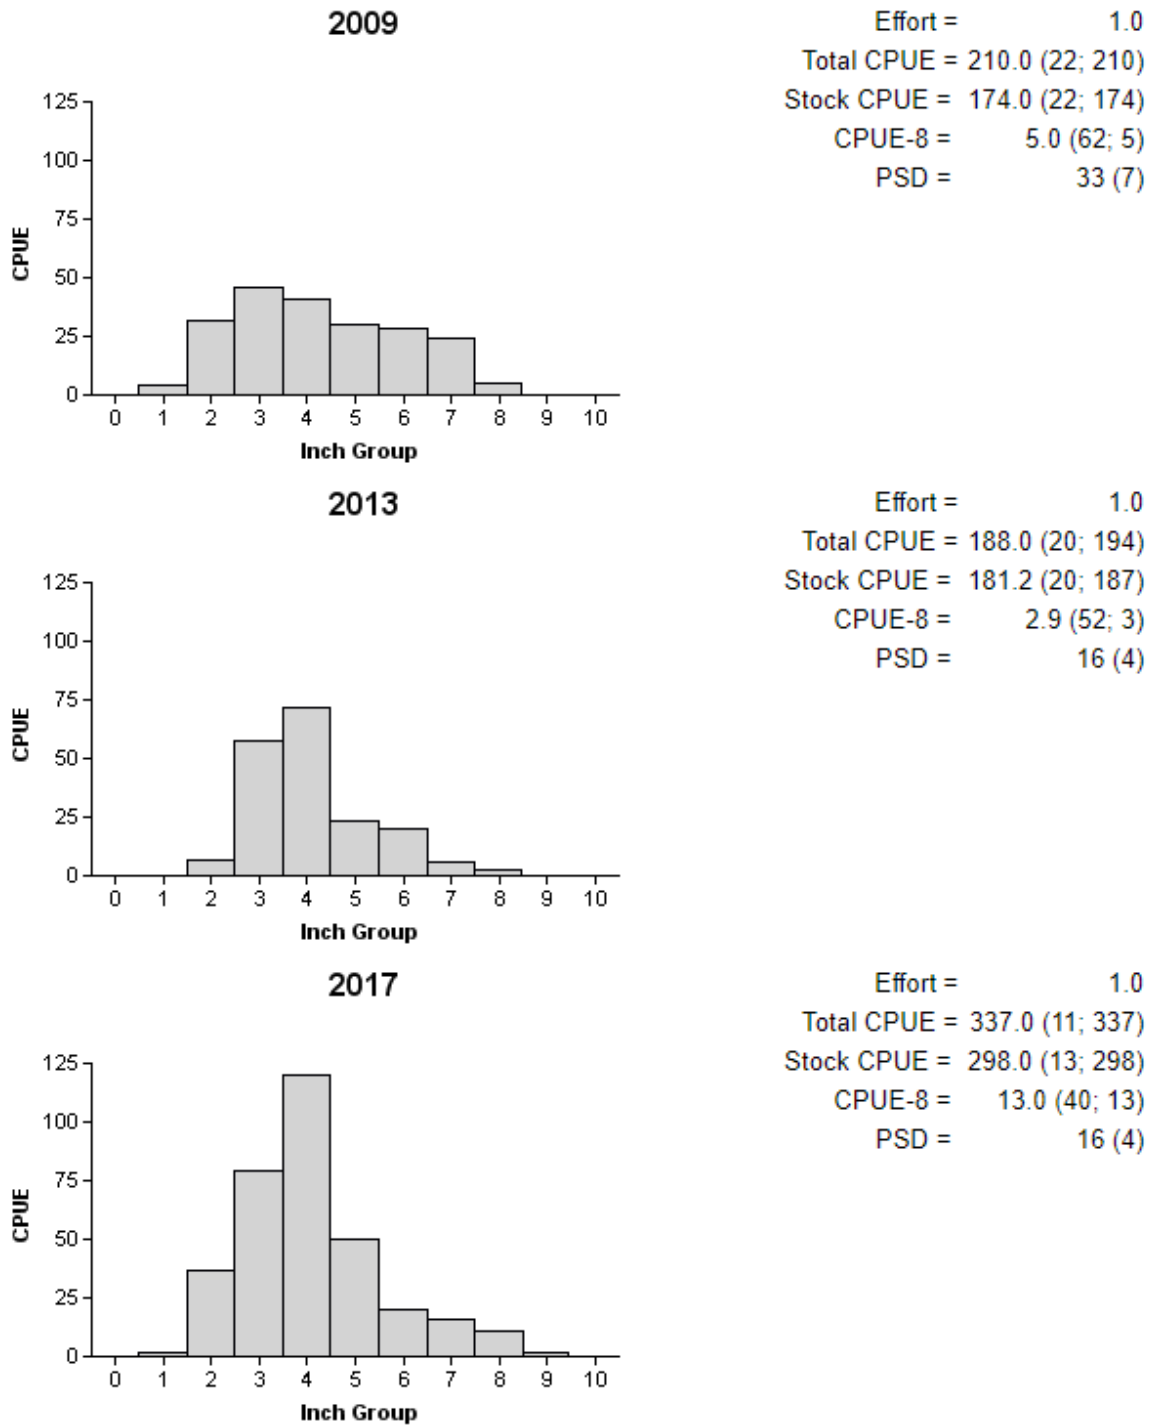 2009
Effort = 1.0
Total CPUE = 210.0 (22; 210)
Stock CPUE = 174.0 (22; 174)
CPUE-8 = 5.0 (62; 5)
PSD = 33 (7)
125
100
75
50
25
0
CPUE
0 1 2 3 4 5 6 7 8 9 10
Inch Group
2013
Effort = 1.0
Total CPUE = 188.0 (20; 194)
Stock CPUE = 181.2 (20; 187)
CPUE-8 = 2.9 (52; 3)
PSD = 16 (4)
125
100
75
50
25
0
CPUE
0 1 2 3 4 5 6 7 8 9 10
Inch Group
2017
Effort = 1.0
Total CPUE = 337.0 (11; 337)
Stock CPUE = 298.0 (13; 298)
CPUE-8 = 13.0 (40; 13)
PSD = 16 (4)
125
100
75
50
25
0
CPUE
0 1 2 3 4 5 6 7 8 9 10
Inch Group